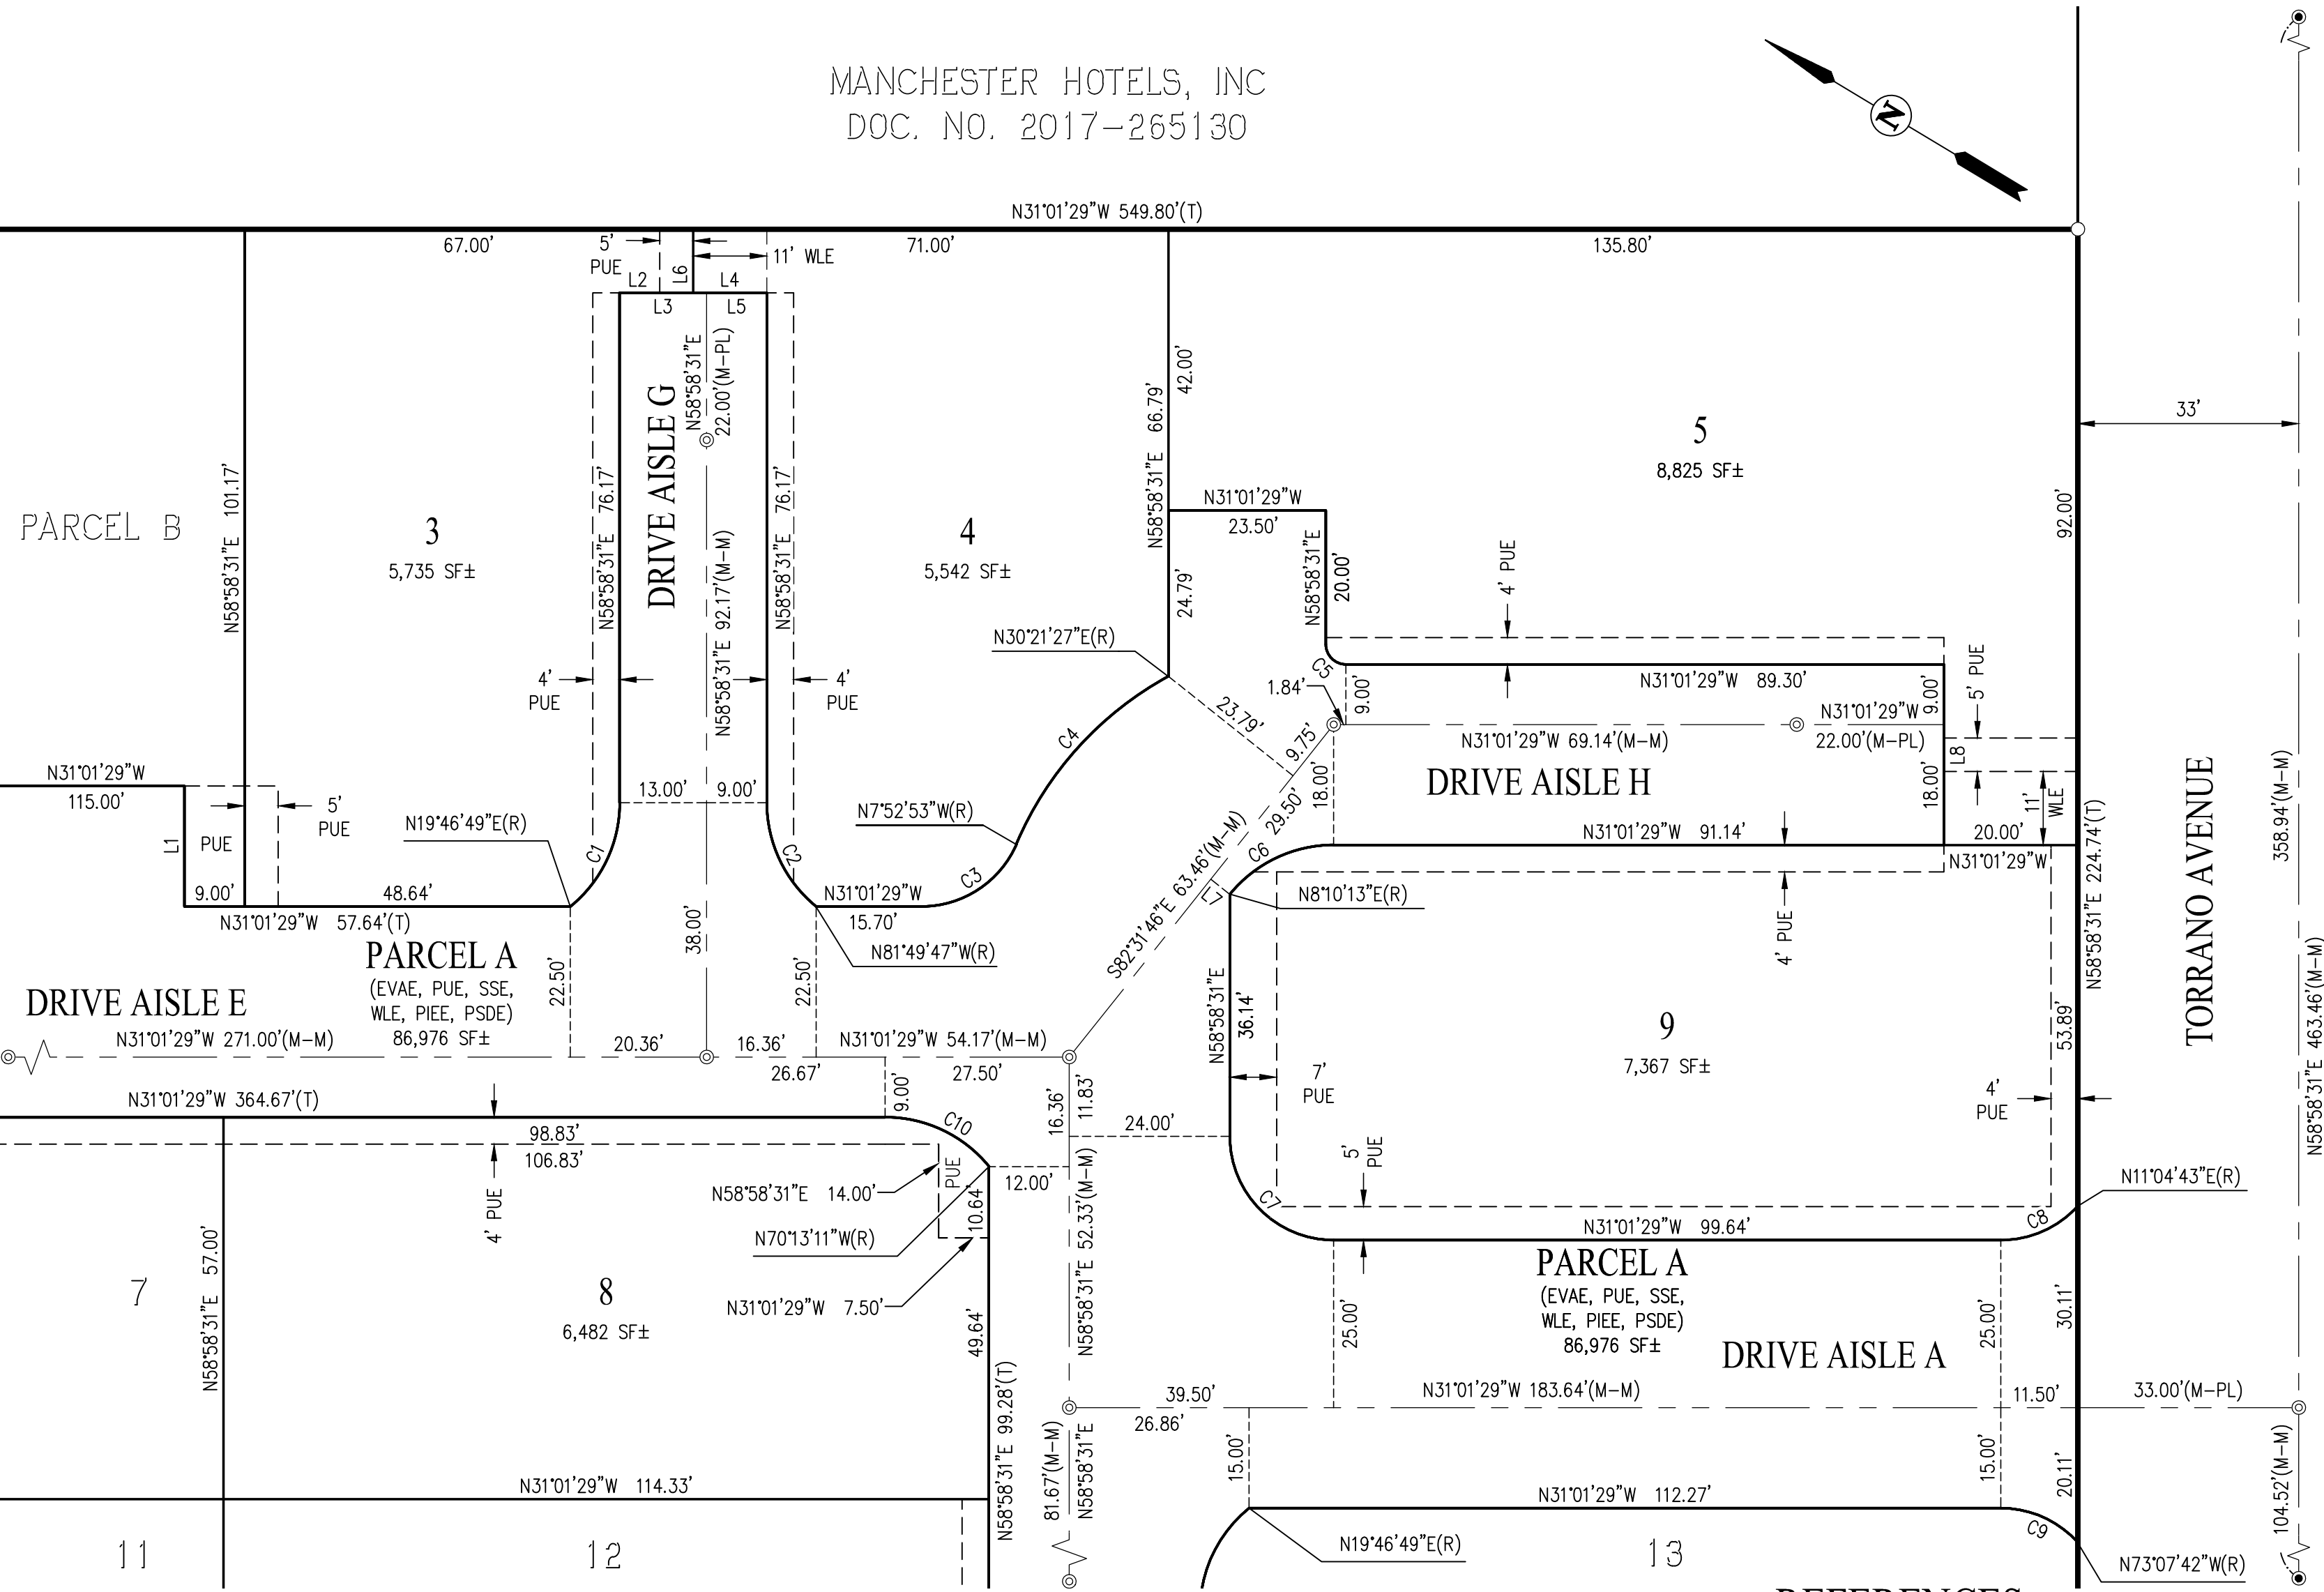 MANCHESTER HOTELS, INC
DOC. NO. 2017-265130
N
N31°01'29"W 549.80'(T)
67.00'
5'
PUE
L6
11' WLE
71.00'
135.80'
L2
L4
L3
L5
N58°58'31"E
22.00'(M-PL)
42.00'
33'
5
8,825 SF±
N58°58'31"E 101.17'
PARCEL B
3
5,735 SF±
N58°58'31"E 76.17'
DRIVE AISLE G
N58°58'31"E 92.17'(M-M)
N58°58'31"E 76.17'
4
5,542 SF±
N58°58'31"E 66.79'
24.79'
N31°01'29"W
23.50'
N58°58'31"E
20.00'
4' PUE
92.00'
N30°21'27"E(R)
4'
PUE
4'
PUE
C5
1.84'
9.00'
N31°01'29"W 89.30'
9.00'
5' PUE
23.79'
9.75'
C4
N31°01'29"W
22.00'(M-PL)
N31°01'29"W 69.14'(M-M)
L8
DRIVE AISLE H
18.00'
18.00'
11'
WLE
N31°01'29"W
115.00'
5'
PUE
L1
PUE
13.00'
9.00'
N7°52'53"W(R)
N19°46'49"E(R)
C1
C2
C3
29.50'
C6
N31°01'29"W 91.14'
20.00'
N31°01'29"W
N58°58'31"E 224.74'(T)
TORRANO AVENUE
358.94'(M-M)
9.00'
48.64'
N31°01'29"W 57.64'(T)
N31°01'29"W
15.70'
L7
N8°10'13"E(R)
S82°31'46"E 63.46'(M-M)
N81°49'47"W(R)
4' PUE
PARCEL A
(EVAE, PUE, SSE,
WLE, PIEE, PSDE)
86,976 SF±
DRIVE AISLE E
22.50'
38.00'
22.50'
N31°01'29"W 271.00'(M-M)
20.36'
16.36'
N31°01'29"W 54.17'(M-M)
26.67'
27.50'
N58°58'31"E
36.14'
9
7,367 SF±
53.89'
7'
PUE
4'
PUE
N58°58'31"E 463.46'(M-M)
N31°01'29"W 364.67'(T)
9.00'
16.36'
11.83'
24.00'
C10
98.83'
106.83'
PUE
4' PUE
N58°58'31"E 14.00'
10.64'
12.00'
N70°13'11"W(R)
N58°58'31"E 52.33'(M-M)
5'
PUE
C7
N31°01'29"W 99.64'
C8
N11°04'43"E(R)
N58°58'31"E 57.00'
7
8
6,482 SF±
N31°01'29"W 7.50'
49.64'
PARCEL A
(EVAE, PUE, SSE,
WLE, PIEE, PSDE)
86,976 SF±
25.00'
25.00'
30.11'
DRIVE AISLE A
39.50'
26.86'
N31°01'29"W 183.64'(M-M)
11.50'
33.00'(M-PL)
N58°58'31"E 99.28'(T)
81.67'(M-M)
N58°58'31"E
15.00'
15.00'
20.11'
104.52'(M-M)
N31°01'29"W 114.33'
N31°01'29"W 112.27'
C9
11
12
N19°46'49"E(R)
13
N73°07'42"W(R)
REFERENCES